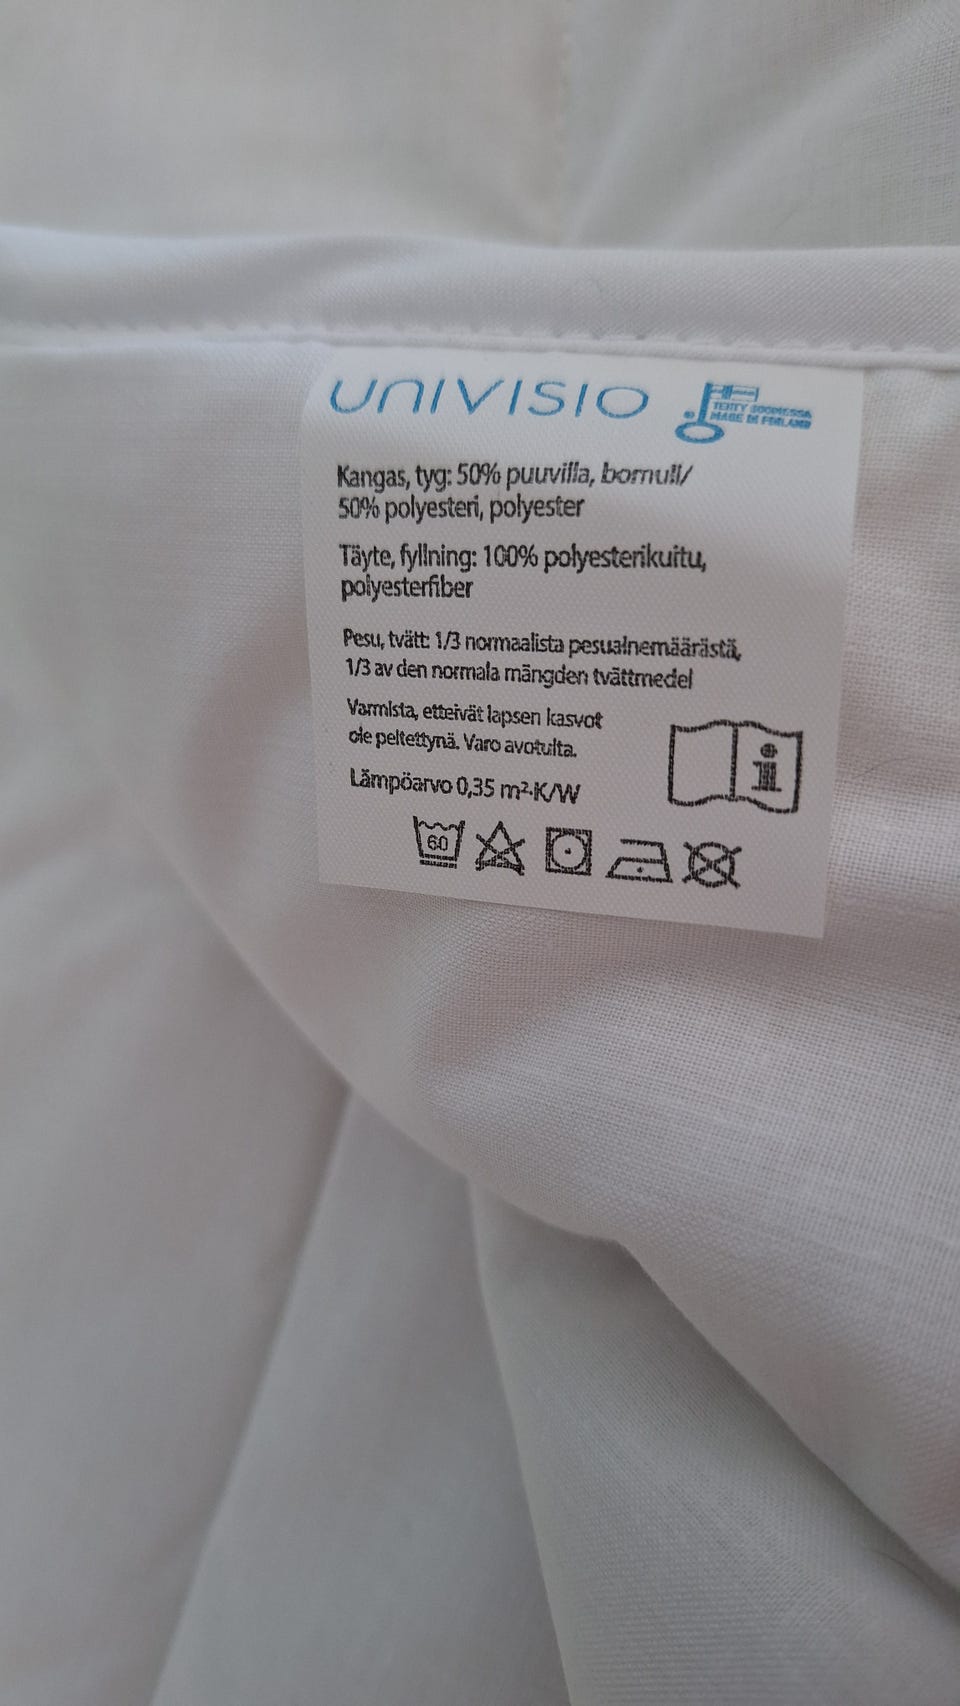 UNIVISIO
TEHTY SUOMESSA
MADE IN FINLAND
Kangas, tyg: 50% puuvilla, bomull/
50% polyesteri, polyester
Täyte, fyllning: 100% polyesterikuitu,
polyesterfiber
Pesu, tvätt: 1/3 normaalista pesuainemäärästä,
1/3 av den normala mängden tvättmedel
Varmista, etteivät lapsen kasvot
ole peitettynä. Varo avotulta.
Lämpöarvo 0,35 m²·K/W
i
60